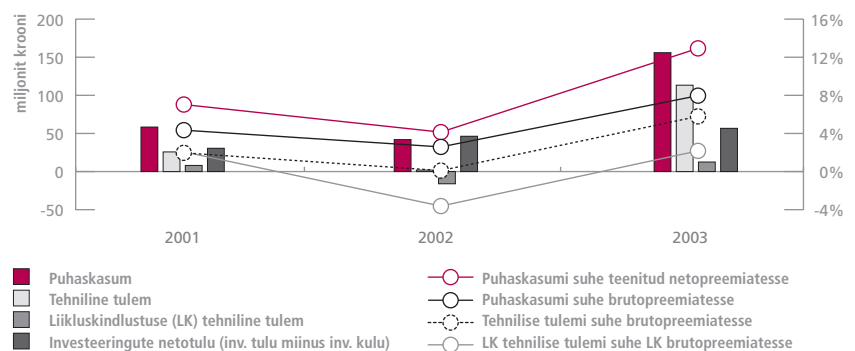 miljonit krooni
200
150
100
50
0
-50
16%
12%
8%
4%
0%
-4%
2001
2002
2003
Puhaskasum
Tehniline tulem
Liikluskindlustuse (LK) tehniline tulem
Investeeringute netotulu (inv. tulu miinus inv. kulu)
Puhaskasumi suhe teenitud netopreemiatesse
Puhaskasumi suhe brutopreemiatesse
Tehnilise tulemi suhe brutopreemiatesse
LK tehnilise tulemi suhe LK brutopreemiatesse